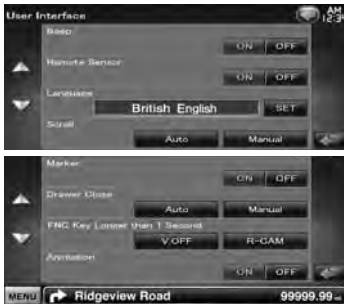 User Interface
AM
12:34
Beep
ON OFF
Remote Sensor
ON OFF
Language
British English SET
Scroll
Auto Manual
Marker
ON OFF
Drawer Close
Auto Manual
FNC Key Longer than 1 Second
V.OFF R-CAM
Animation
ON OFF
MENU Ridgeview Road 99999.99